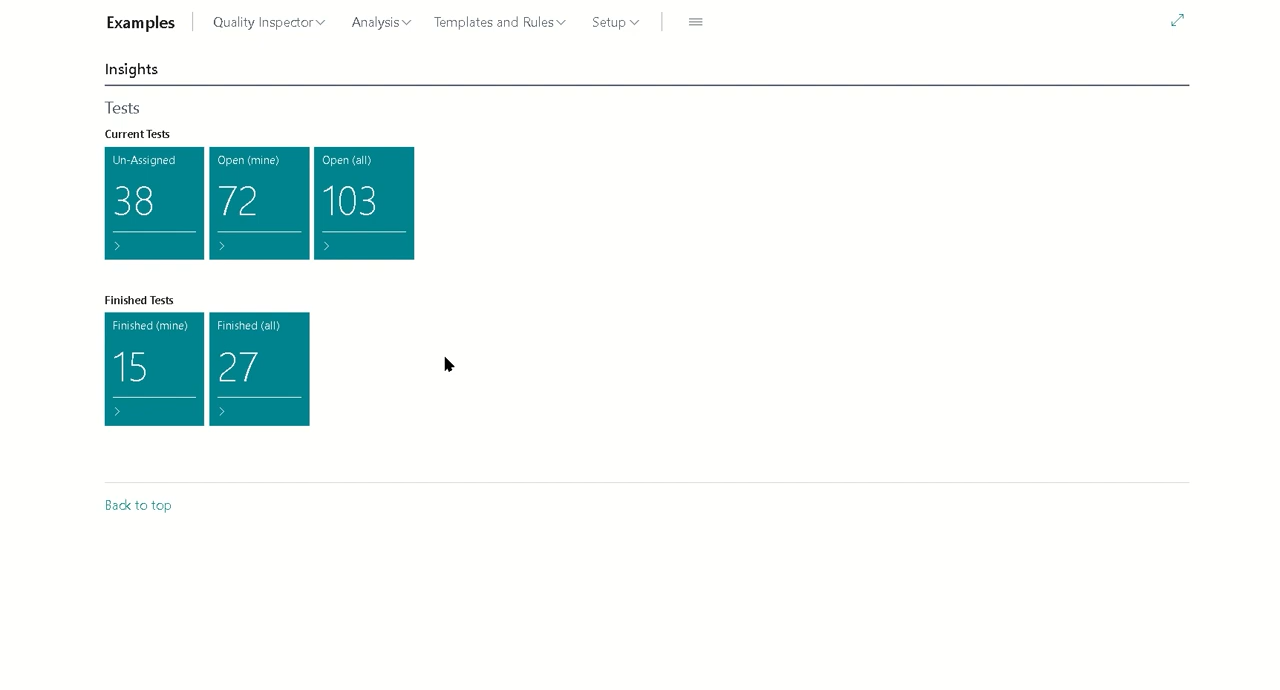 Examples Quality Inspector Analysis Templates and Rules Setup
Insights
Tests
Current Tests
Un-Assigned Open (mine) Open (all)
38 72 103
Finished Tests
Finished (mine) Finished (all)
15 27
Back to top